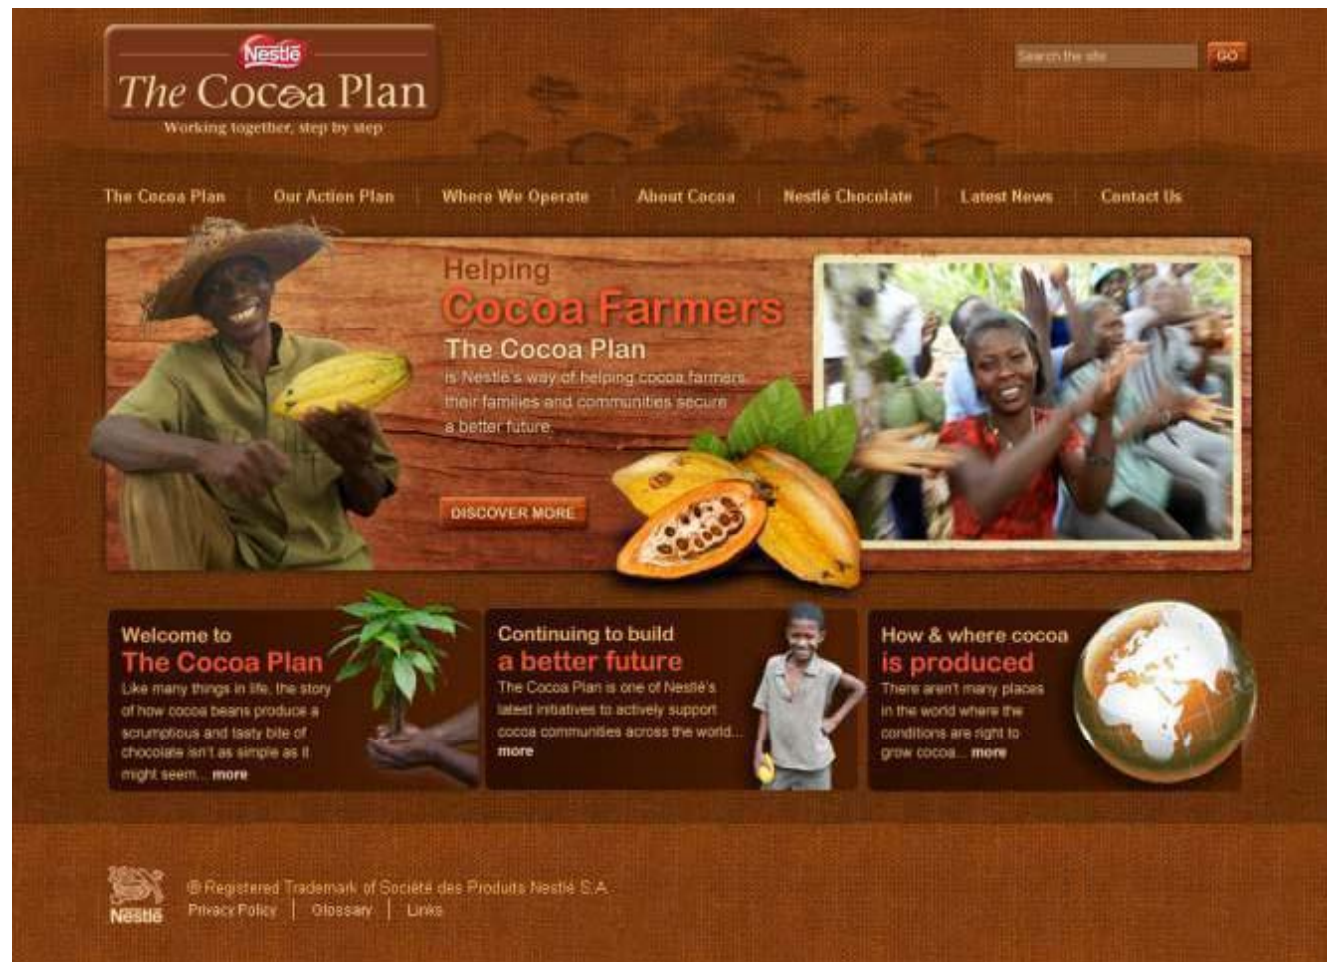 Nestlé
The Cocoa Plan
Working together, step by step
Search the site
GO
The Cocoa Plan
Our Action Plan
Where We Operate
About Cocoa
Nestlé Chocolate
Latest News
Contact Us
Helping
Cocoa Farmers
The Cocoa Plan
is Nestlé's way of helping cocoa farmers
their families and communities secure
a better future.
DISCOVER MORE
Welcome to
The Cocoa Plan
Like many things in life, the story
of how cocoa beans produce a
scrumptious and tasty bite of
chocolate isn't as simple as it
might seem... more
Continuing to build
a better future
The Cocoa Plan is one of Nestlé's
latest initiatives to actively support
cocoa communities across the world...
more
How & where cocoa
is produced
There aren't many places
in the world where the
conditions are right to
grow cocoa... more
Nestlé
® Registered Trademark of Société des Produits Nestlé S.A.
Privacy Policy | Glossary | Links